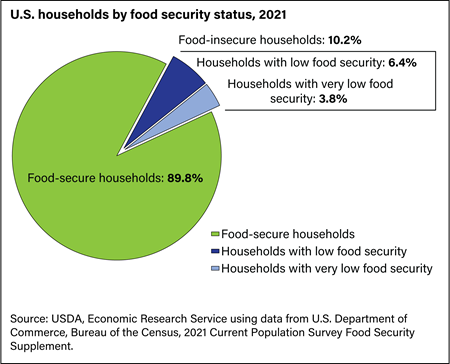 U.S. households by food security status, 2021
Food-insecure households: 10.2%
Households with low food security: 6.4%
Households with very low food
security: 3.8%
Food-secure households: 89.8%
Food-secure households
Households with low food security
Households with very low food security
Source: USDA, Economic Research Service using data from U.S. Department of
Commerce, Bureau of the Census, 2021 Current Population Survey Food Security
Supplement.